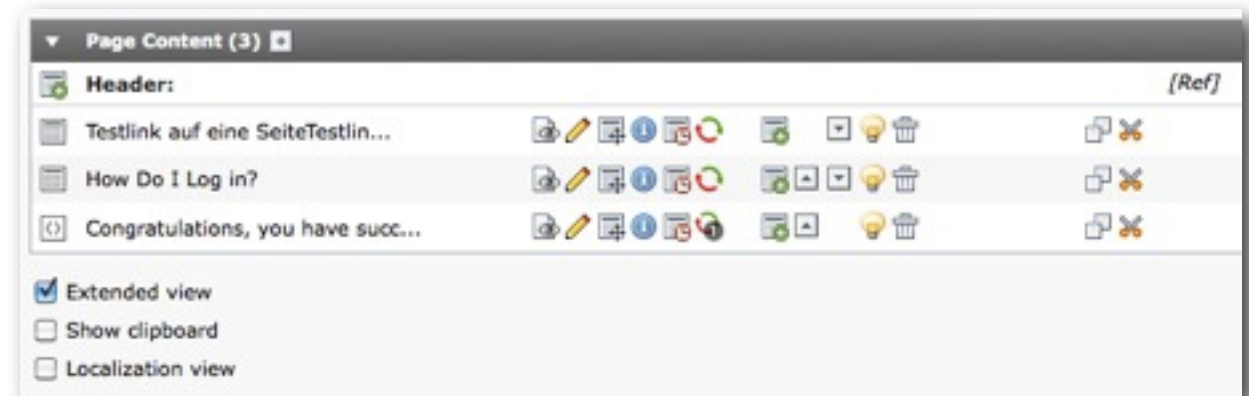 Page Content (3)
Header: [Ref]
Testlink auf eine SeiteTestlin...
How Do I Log in?
Congratulations, you have succ...
Extended view
Show clipboard
Localization view